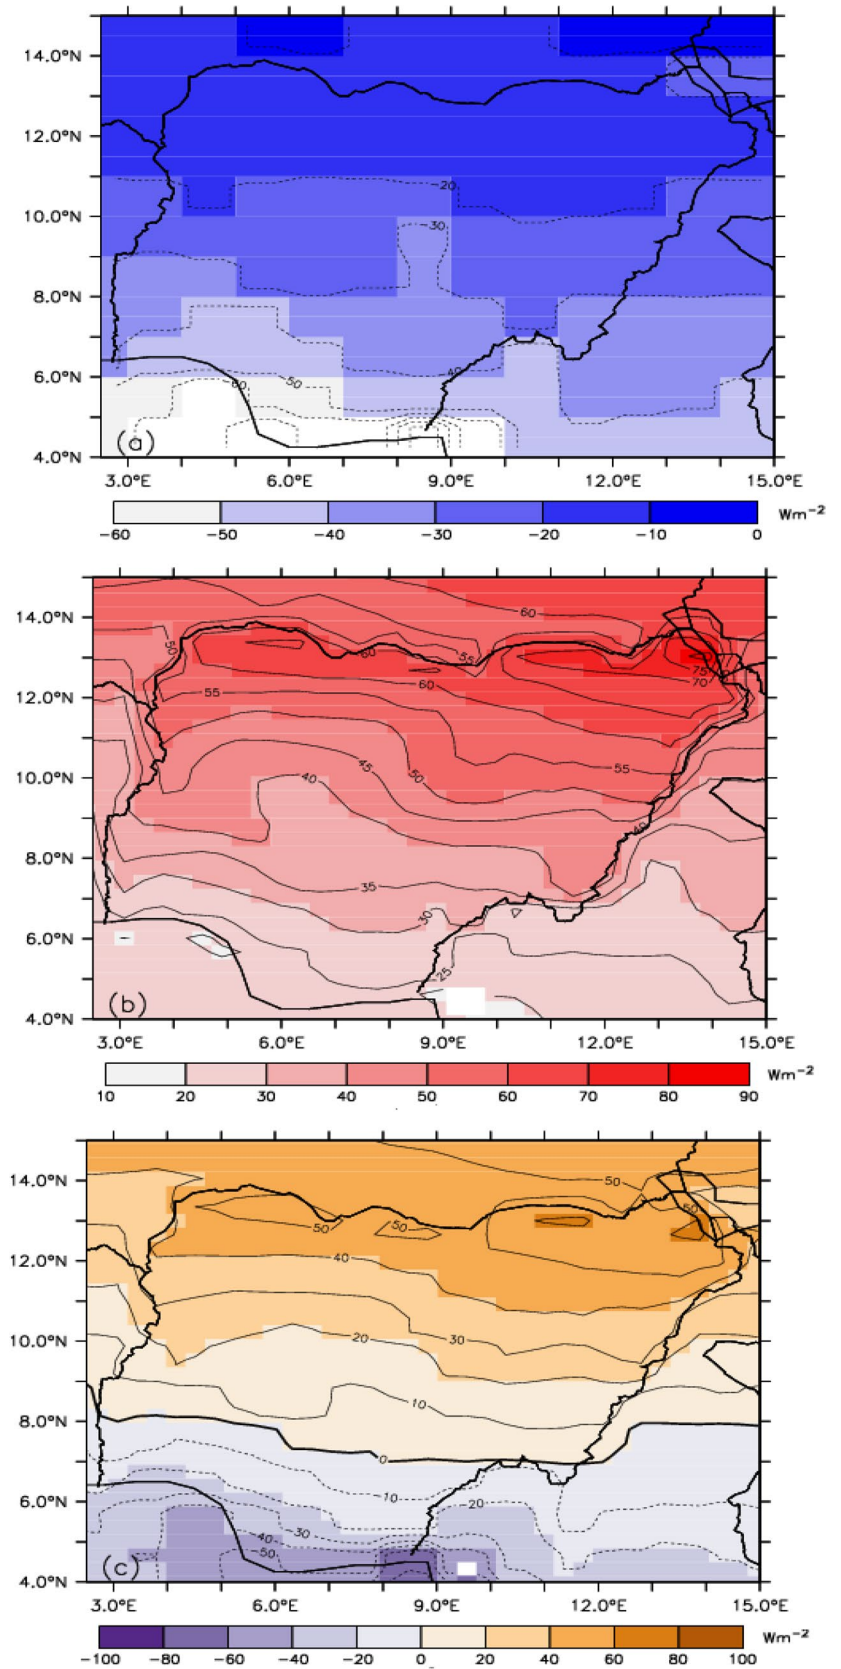 14.0°N
12.0°N
20
10.0°N
30
8.0°N
6.0°N
40
60
50
(a)
4.0°N
3.0°E 6.0°E 9.0°E 12.0°E 15.0°E
−60 −50 −40 −30 −20 −10 0 Wm−2
14.0°N
60
50
60
55
75
70
12.0°N
55
60
55
45
50
10.0°N
40
40
8.0°N
35
30
6.0°N
25
(b)
4.0°N
3.0°E 6.0°E 9.0°E 12.0°E 15.0°E
10 20 30 40 50 60 70 80 90 Wm−2
14.0°N
50
50
50
50
12.0°N
40
10.0°N
20
30
10
8.0°N
0
−10
6.0°N
−20
−30
−40
−50
(c)
4.0°N
3.0°E 6.0°E 9.0°E 12.0°E 15.0°E
−100 −80 −60 −40 −20 0 20 40 60 80 100 Wm−2